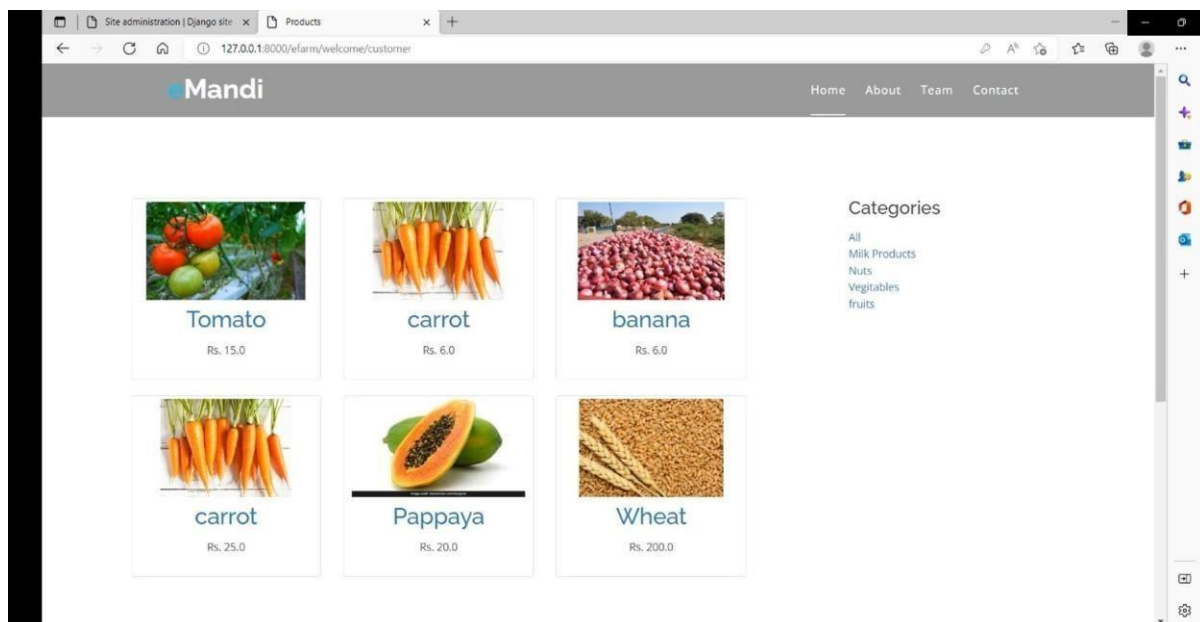 Site administration | Django site
Products
127.0.0.1:8000/efarm/welcome/customer
eMandi
Home About Team Contact
Tomato
Rs. 15.0
carrot
Rs. 6.0
banana
Rs. 6.0
carrot
Rs. 25.0
Pappaya
Rs. 20.0
Wheat
Rs. 200.0
Categories
All
Milk Products
Nuts
Vegitables
fruits